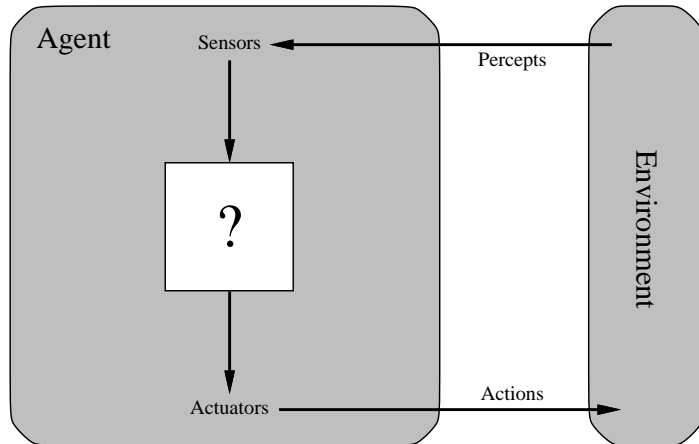 Agent
Sensors
Percepts
?
Environment
Actuators
Actions